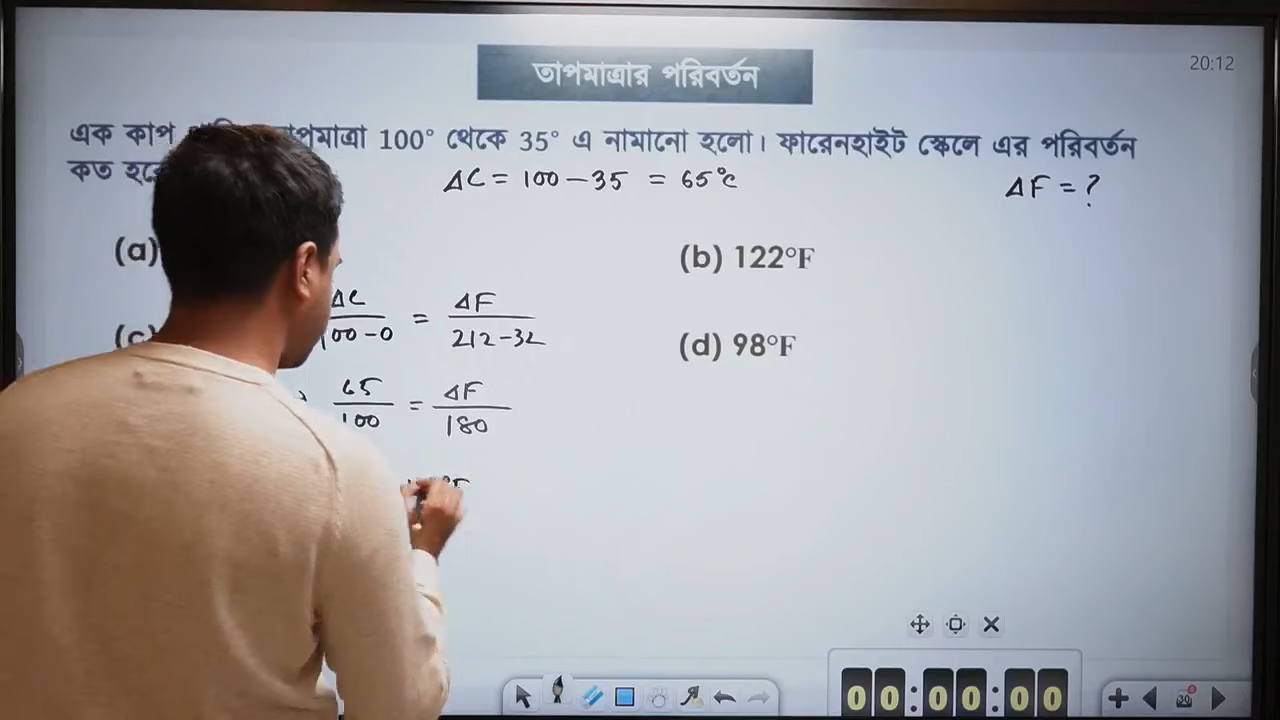 তাপমাত্রার পরিবর্তন
20:12
এক কাপ তাপমাত্রা 100° থেকে 35° এ নামানো হলো। ফারেনহাইট স্কেলে এর পরিবর্তন
কত
ΔC = 100 - 35 = 65°C
ΔF = ?
(a)
(b) 122°F
ΔC / 100 - 0 = ΔF / 212 - 32
(c)
(d) 98°F
65 / 100 = ΔF / 180
00:00:00